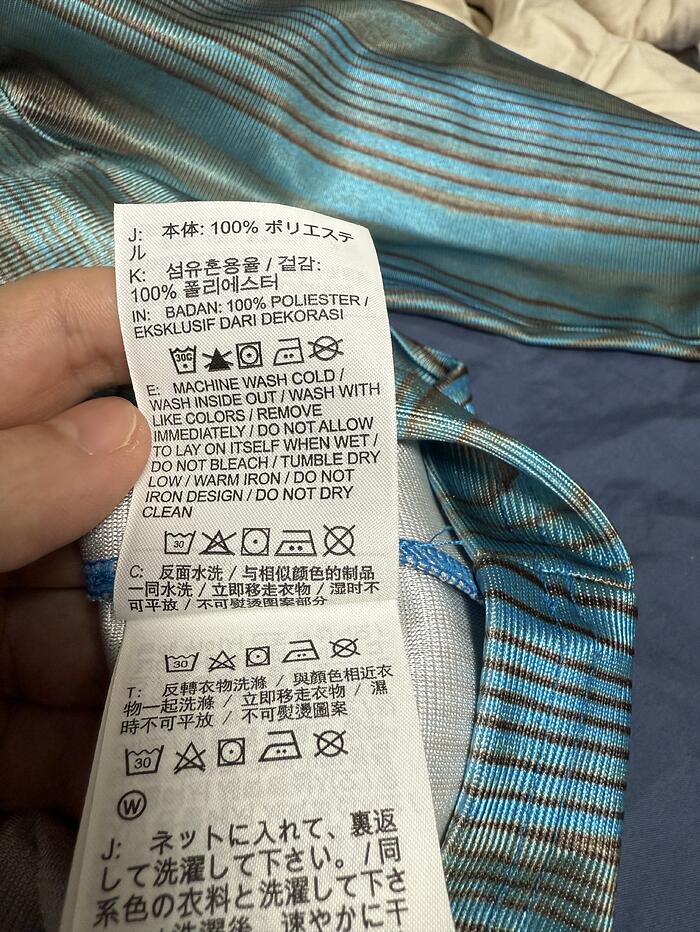 J: 本体: 100% ポリエステ
ル
K: 섬유혼용율 / 겉감:
100% 폴리에스터
IN: BADAN: 100% POLIESTER /
EKSKLUSIF DARI DEKORASI
30C
E: MACHINE WASH COLD /
WASH INSIDE OUT / WASH WITH
LIKE COLORS / REMOVE
IMMEDIATELY / DO NOT ALLOW
TO LAY ON ITSELF WHEN WET /
DO NOT BLEACH / TUMBLE DRY
LOW / WARM IRON / DO NOT
IRON DESIGN / DO NOT DRY
CLEAN
30
C: 反面水洗 / 与相似颜色的制品
一同水洗 / 立即移走衣物 / 湿时不
可平放 / 不可熨烫图案部分
30
T: 反轉衣物洗滌 / 與顏色相近衣
物一起洗滌 / 立即移走衣物 / 濕
時不可平放 / 不可熨燙圖案
30
W
J: ネットに入れて、裏返
して洗濯して下さい。/ 同
系色の衣料と洗濯して下さ
洗濯後、速やかに干